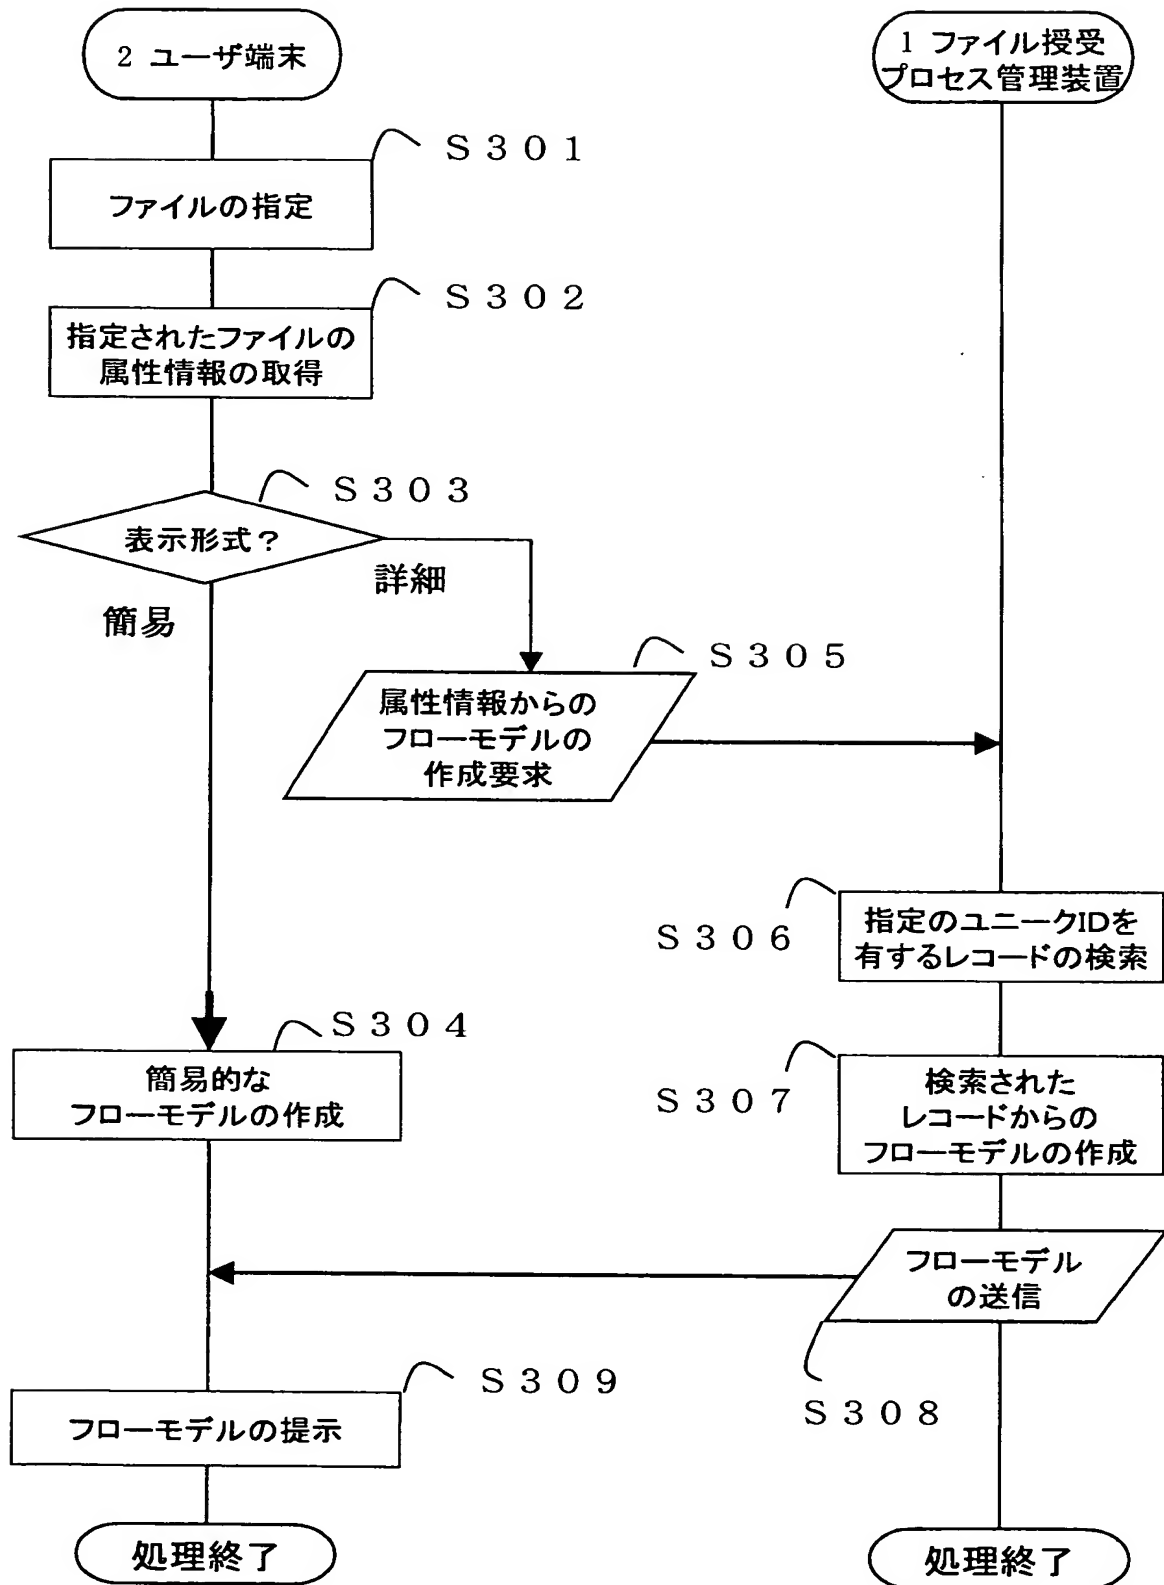 2 ユーザ端末
1 ファイル授受
プロセス管理装置
S301
ファイルの指定
S302
指定されたファイルの
属性情報の取得
S303
表示形式?
詳細
簡易
S305
属性情報からの
フローモデルの
作成要求
S306
指定のユニークIDを
有するレコードの検索
S304
簡易的な
フローモデルの作成
S307
検索された
レコードからの
フローモデルの作成
フローモデル
の送信
S308
S309
フローモデルの提示
処理終了
処理終了